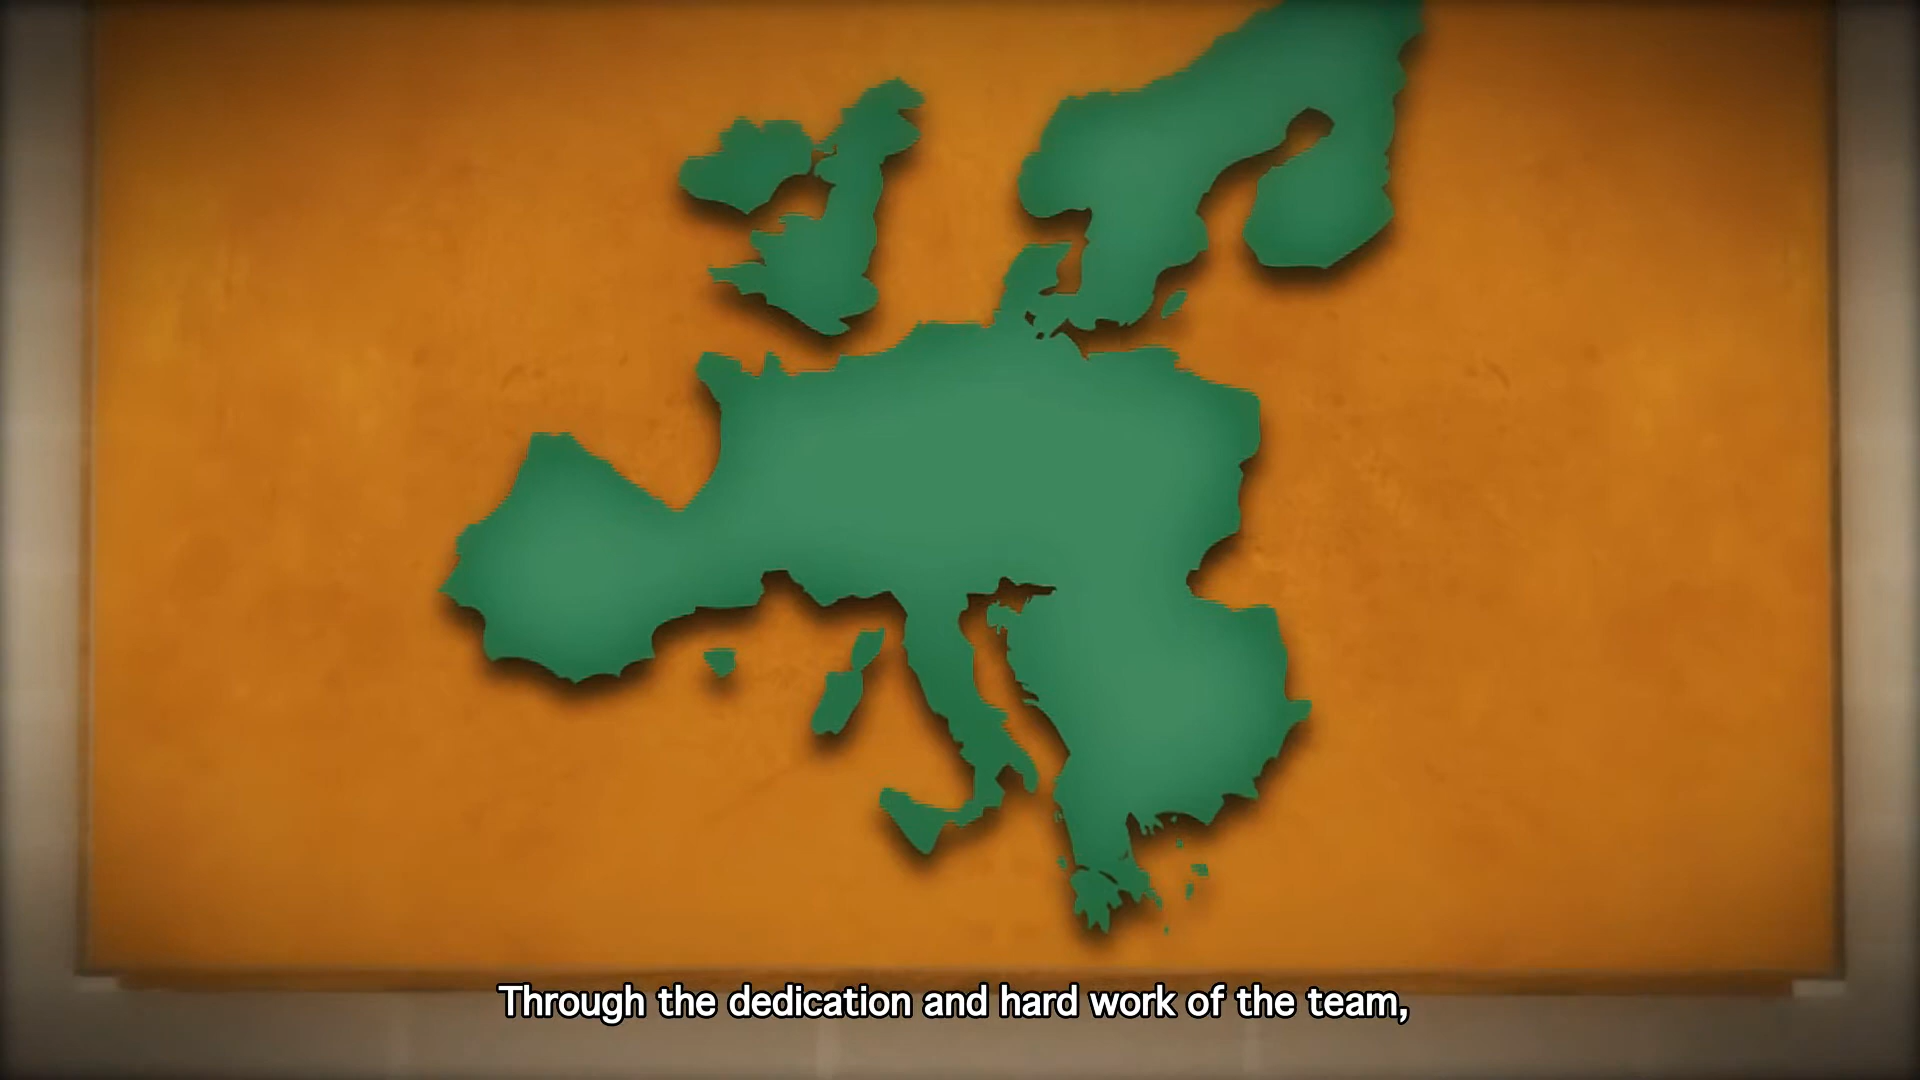 Through the dedication and hard work of the team,